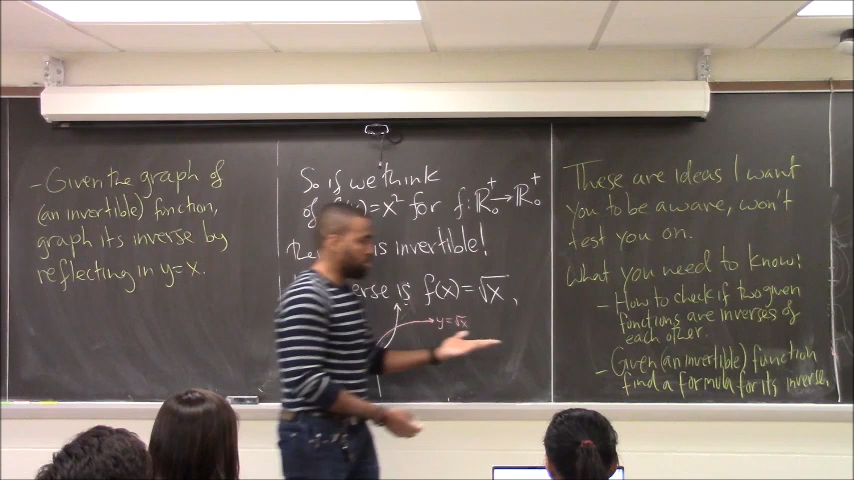 - Given the graph of
(an invertible) function,
graph its inverse by
reflecting in y=x.
So if we think
of =x² for f: ℝ₀⁺→ℝ₀⁺
the is invertible!
erse is f(x)=√x,
y=√x
These are ideas I want
you to be aware, won't
test you on.
What you need to know:
- How to check if two given
functions are inverses of
each other.
- Given (an invertible) function
find a formula for its inverse.